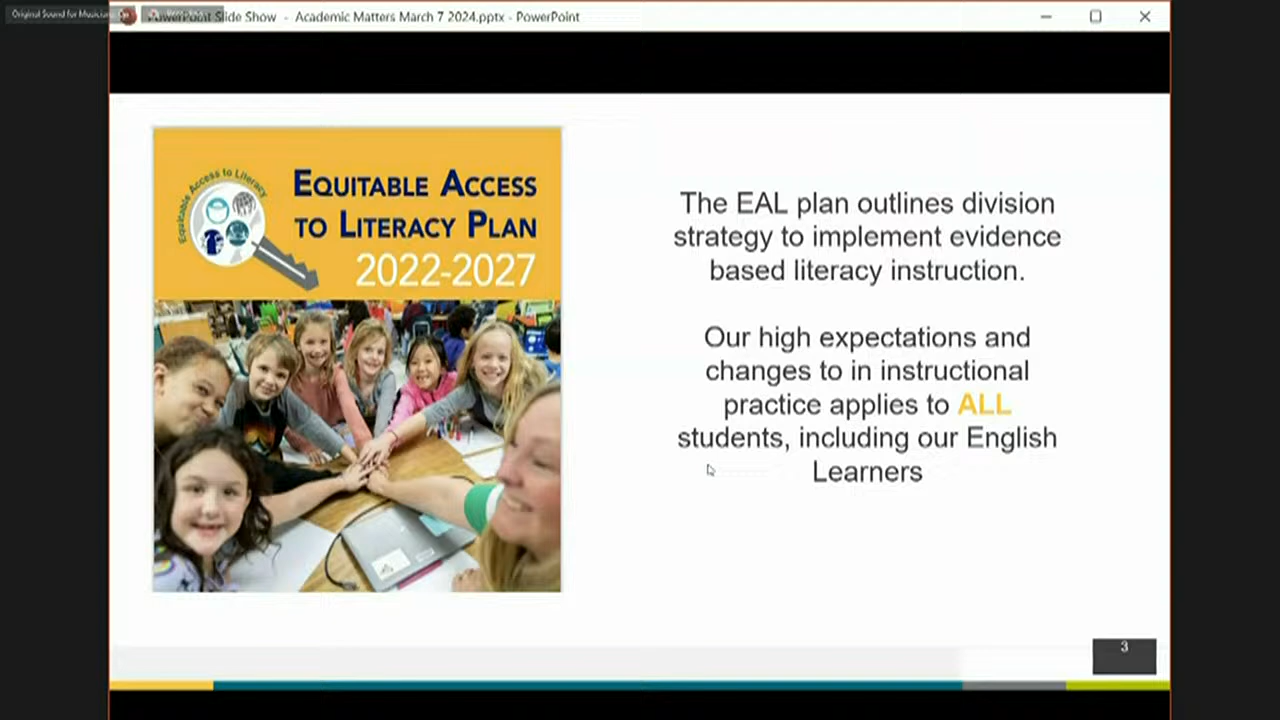 Original Sound for Musicians: On
PowerPoint Slide Show - Academic Matters March 7 2024.pptx - PowerPoint
Equitable Access to Literacy
EQUITABLE ACCESS
TO LITERACY PLAN
2022-2027
The EAL plan outlines division
strategy to implement evidence
based literacy instruction.
Our high expectations and
changes to in instructional
practice applies to ALL
students, including our English
Learners
3